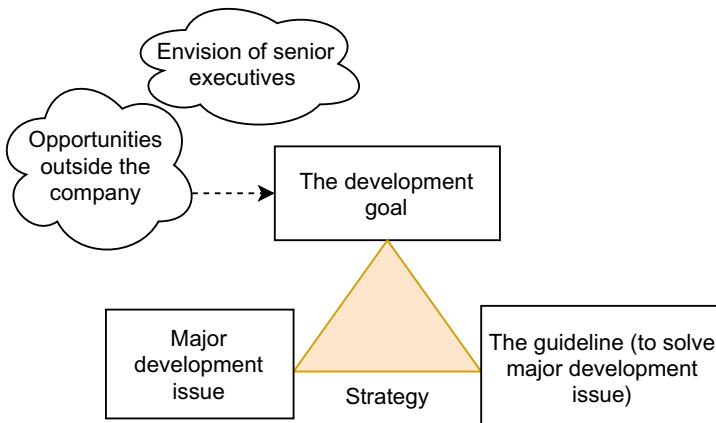 Envision of senior
executives
Opportunities
outside the
company
The development
goal
Major
development
issue
The guideline (to solve
major development
issue)
Strategy